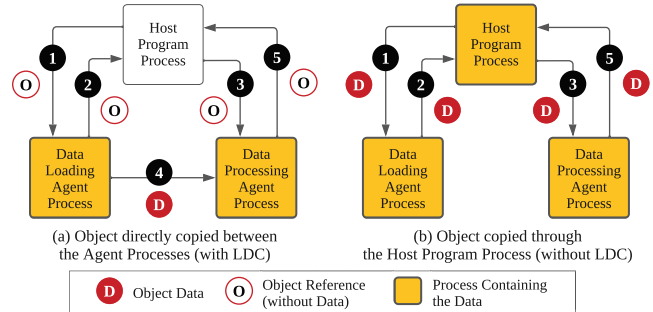 Host
Program
Process
1
2
3
5
O
O
O
O
Data
Loading
Agent
Process
4
D
Data
Processing
Agent
Process
(a) Object directly copied between
the Agent Processes (with LDC)
Host
Program
Process
1
2
3
5
D
D
D
D
Data
Loading
Agent
Process
Data
Processing
Agent
Process
(b) Object copied through
the Host Program Process (without LDC)
D Object Data
O Object Reference
(without Data)
Process Containing
the Data